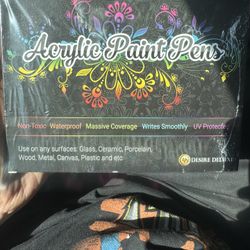 Acrylic Paint Pens
Non-Toxic Waterproof Massive Coverage Writes Smoothly UV Protected
Use on any surfaces: Glass, Ceramic, Porcelain,
Wood, Metal, Canvas, Plastic and etc
DESIRE DELUXE